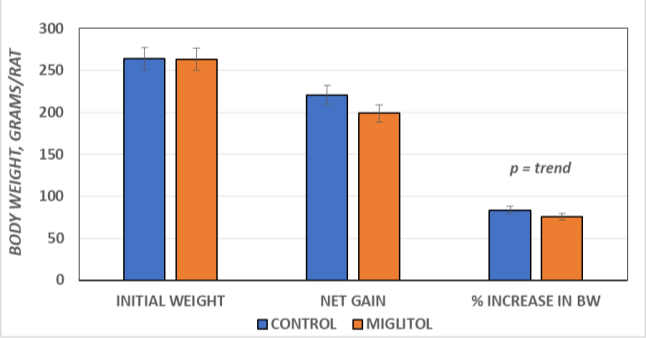 300
250
200
150
100
50
0
BODY WEIGHT, GRAMS/RAT
p = trend
INITIAL WEIGHT NET GAIN % INCREASE IN BW
CONTROL MIGLITOL